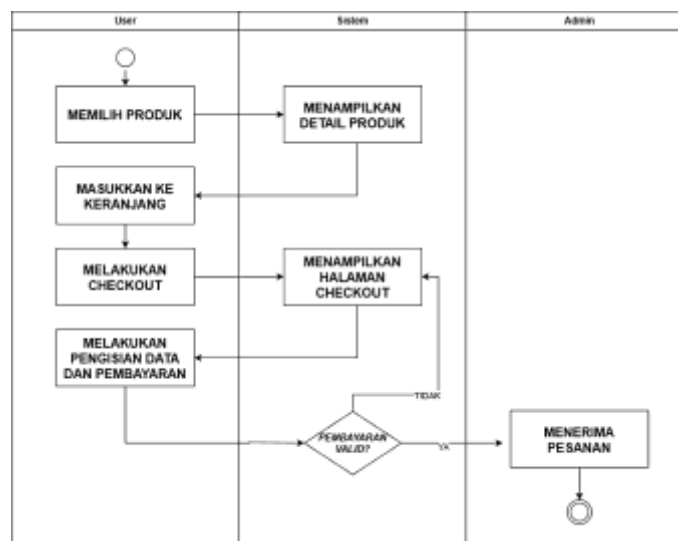 User
Sistem
Admin
MEMILIH PRODUK
MENAMPILKAN
DETAIL PRODUK
MASUKKAN KE
KERANJANG
MELAKUKAN
CHECKOUT
MENAMPILKAN
HALAMAN
CHECKOUT
MELAKUKAN
PENGISIAN DATA
DAN PEMBAYARAN
TIDAK
PEMBAYARAN
VALID?
YA
MENERIMA
PESANAN